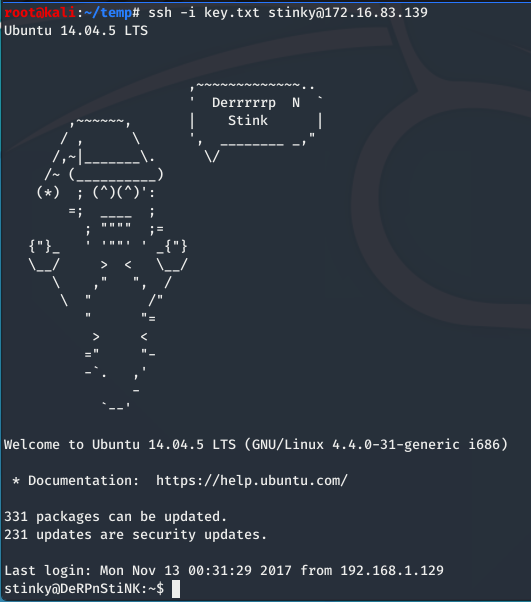 root@kali:~/temp# ssh -i key.txt stinky@172.16.83.139
Ubuntu 14.04.5 LTS


                       ,~~~~~~~~~~~~~..
                       '  Derrrrrp  N  `
        ,~~~~~~,       |    Stink      |
       / ,      \      ',  ________ _,"
      /,~|_______\.      \/
     /~ (__________)
    (*)  ; (^)(^)':
        =;  ____  ;
          ; """"  ;=
   {"}_   ' '""' ' _{"}
   \__/     >  <   \__/
      \    ,"   ",  /
       \  "       /"
          "      "=
           >     <
          ="     "-
          -`.   ,'
                -
            `--'

Welcome to Ubuntu 14.04.5 LTS (GNU/Linux 4.4.0-31-generic i686)

 * Documentation:  https://help.ubuntu.com/

331 packages can be updated.
231 updates are security updates.

Last login: Mon Nov 13 00:31:29 2017 from 192.168.1.129
stinky@DeRPnStiNK:~$